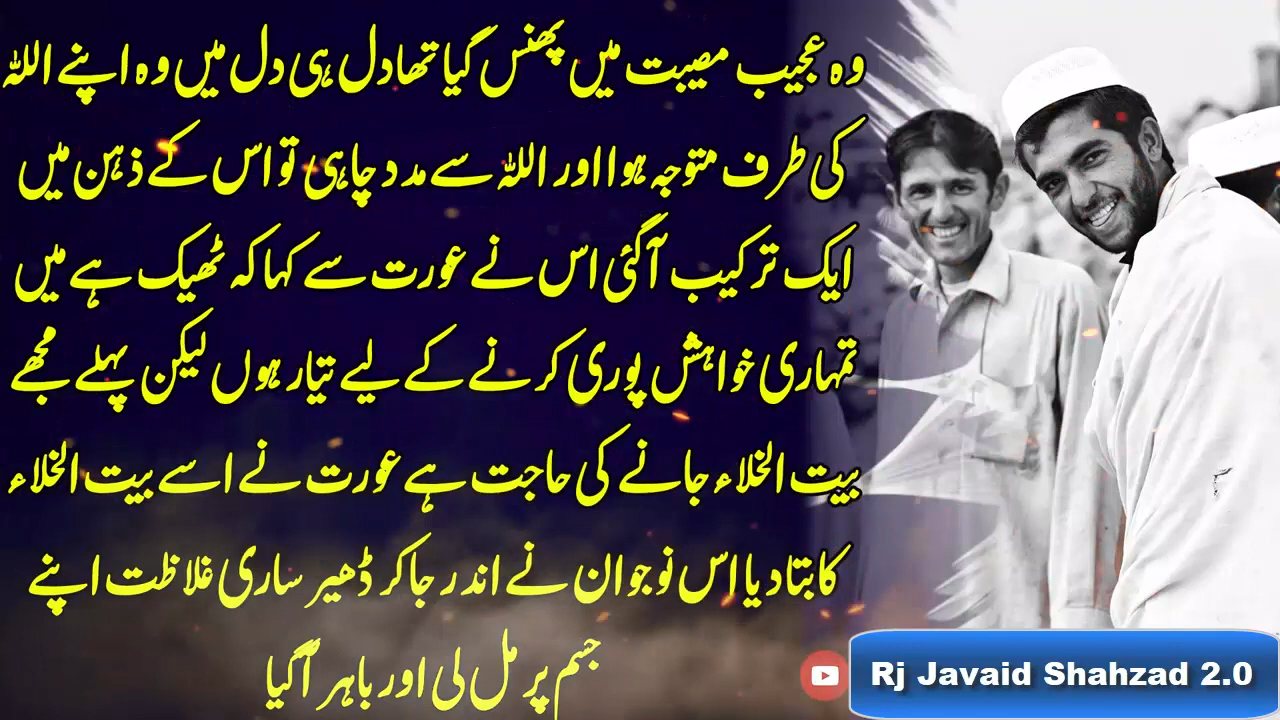 وہ عجیب مصیبت میں پھنس گیا تھا دل ہی دل میں وہ اپنے اللہ
کی طرف متوجہ ہوا اور اللہ سے مدد چاہی تو اس کے ذہن میں
ایک ترکیب آگئی اس نے عورت سے کہا کہ ٹھیک ہے میں
تمہاری خواہش پوری کرنے کے لیے تیار ہوں لیکن پہلے مجھے
بیت الخلاء جانے کی حاجت ہے عورت نے اسے بیت الخلاء
کا بتا دیا اس نوجوان نے اندر جا کر ڈھیر ساری غلاظت اپنے
جسم پر مل لی اور باہر آگیا
Rj Javaid Shahzad 2.0